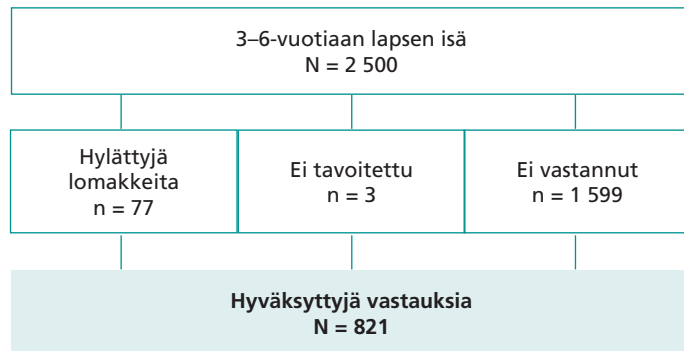 3–6-vuotiaan lapsen isä
N = 2 500
Hylättyjä
lomakkeita
n = 77
Ei tavoitettu
n = 3
Ei vastannut
n = 1 599
Hyväksyttyjä vastauksia
N = 821